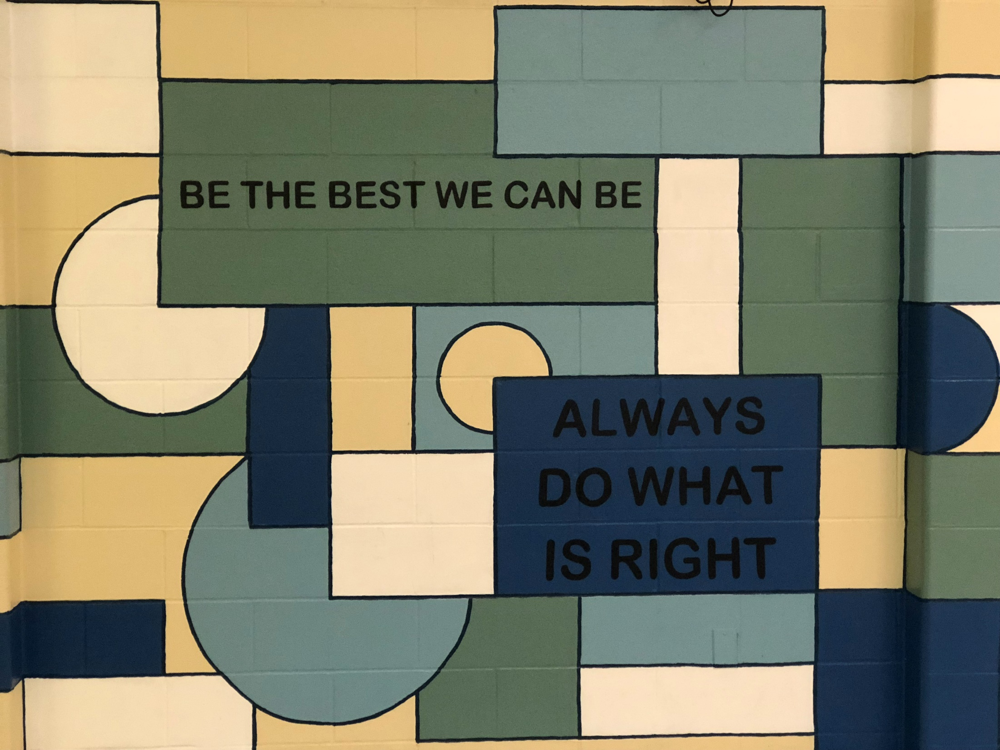 BE THE BEST WE CAN BE
ALWAYS
DO WHAT
IS RIGHT